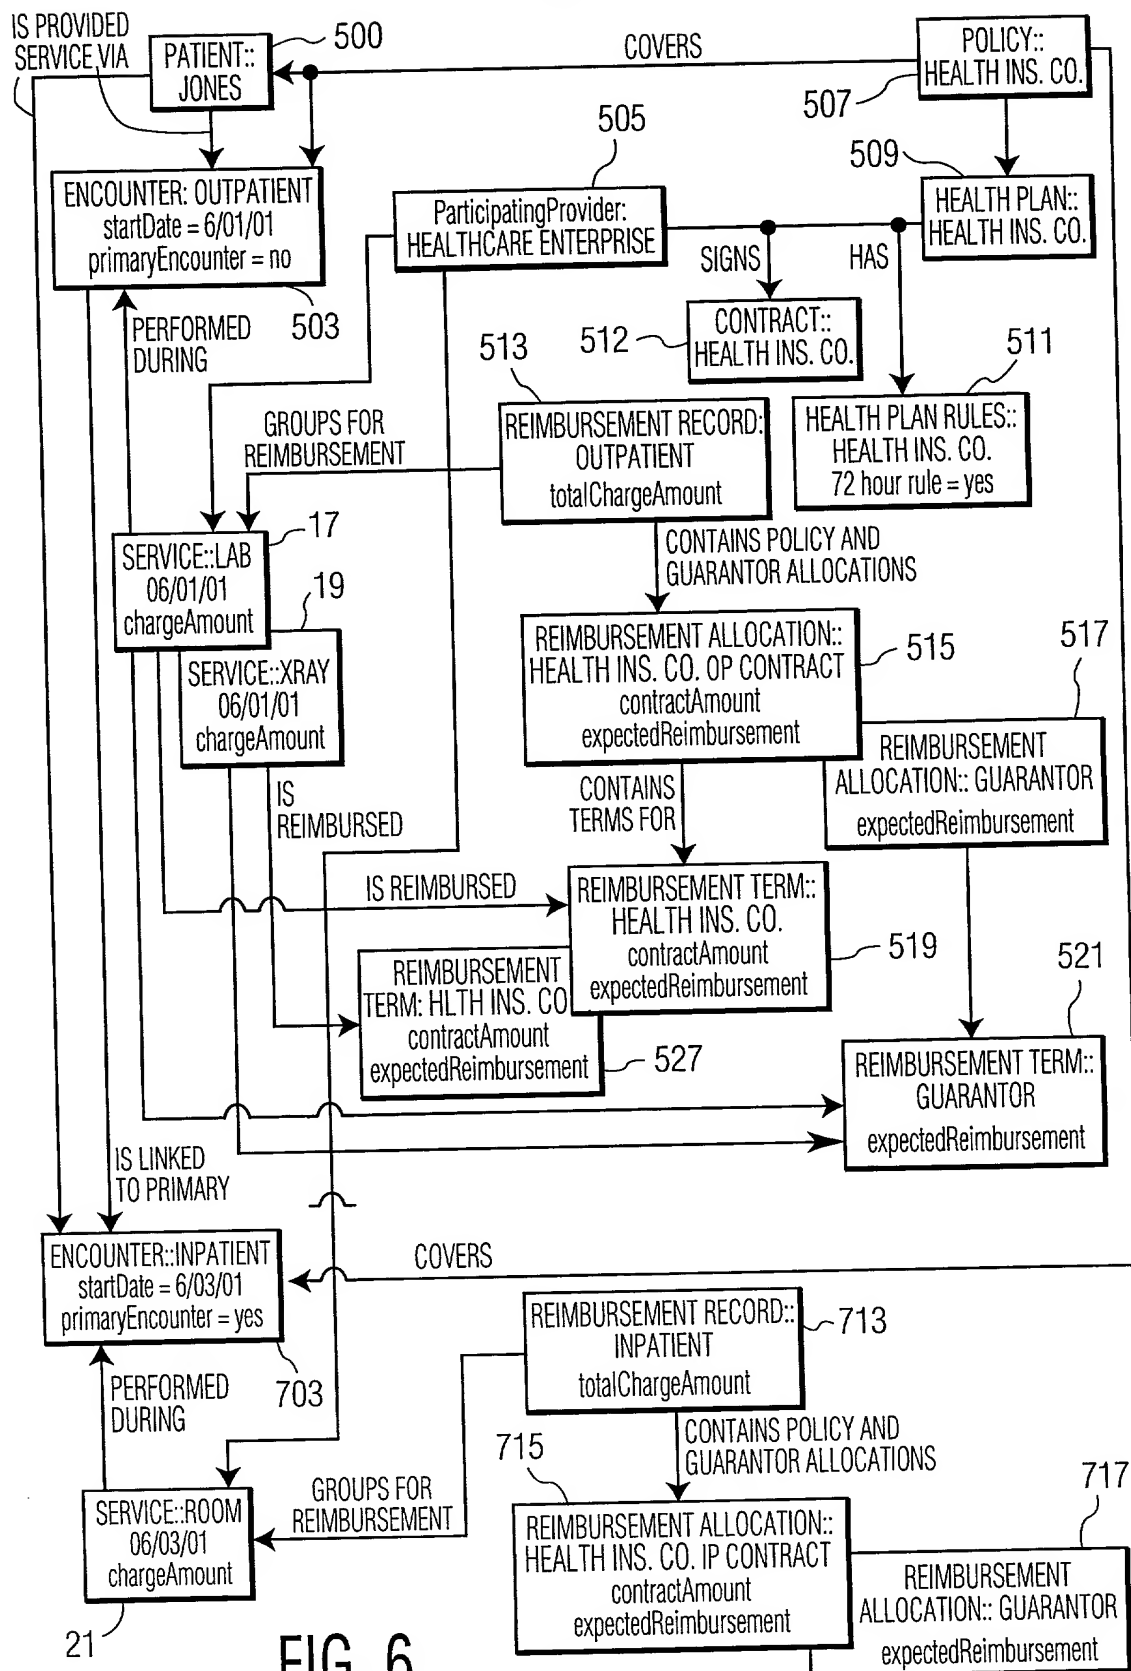 IS PROVIDED
SERVICE VIA
PATIENT::
JONES
500
COVERS
POLICY::
HEALTH INS. CO.
507
505
509
ENCOUNTER: OUTPATIENT
startDate = 6/01/01
primaryEncounter = no
503
ParticipatingProvider:
HEALTHCARE ENTERPRISE
HEALTH PLAN::
HEALTH INS. CO.
SIGNS
HAS
PERFORMED
DURING
512
CONTRACT::
HEALTH INS. CO.
513
511
GROUPS FOR
REIMBURSEMENT
REIMBURSEMENT RECORD:
OUTPATIENT
totalChargeAmount
HEALTH PLAN RULES::
HEALTH INS. CO.
72 hour rule = yes
17
SERVICE::LAB
06/01/01
chargeAmount
CONTAINS POLICY AND
GUARANTOR ALLOCATIONS
19
SERVICE::XRAY
06/01/01
chargeAmount
REIMBURSEMENT ALLOCATION::
HEALTH INS. CO. OP CONTRACT
contractAmount
expectedReimbursement
515
517
REIMBURSEMENT
ALLOCATION:: GUARANTOR
expectedReimbursement
IS
REIMBURSED
CONTAINS
TERMS FOR
IS REIMBURSED
REIMBURSEMENT TERM::
HEALTH INS. CO.
contractAmount
expectedReimbursement
519
REIMBURSEMENT
TERM: HLTH INS. CO
contractAmount
expectedReimbursement
527
521
REIMBURSEMENT TERM::
GUARANTOR
expectedReimbursement
IS LINKED
TO PRIMARY
ENCOUNTER::INPATIENT
startDate = 6/03/01
primaryEncounter = yes
703
COVERS
REIMBURSEMENT RECORD::
INPATIENT
totalChargeAmount
713
PERFORMED
DURING
CONTAINS POLICY AND
GUARANTOR ALLOCATIONS
715
717
GROUPS FOR
REIMBURSEMENT
SERVICE::ROOM
06/03/01
chargeAmount
21
REIMBURSEMENT ALLOCATION::
HEALTH INS. CO. IP CONTRACT
contractAmount
expectedReimbursement
REIMBURSEMENT
ALLOCATION:: GUARANTOR
expectedReimbursement
FIG. 6